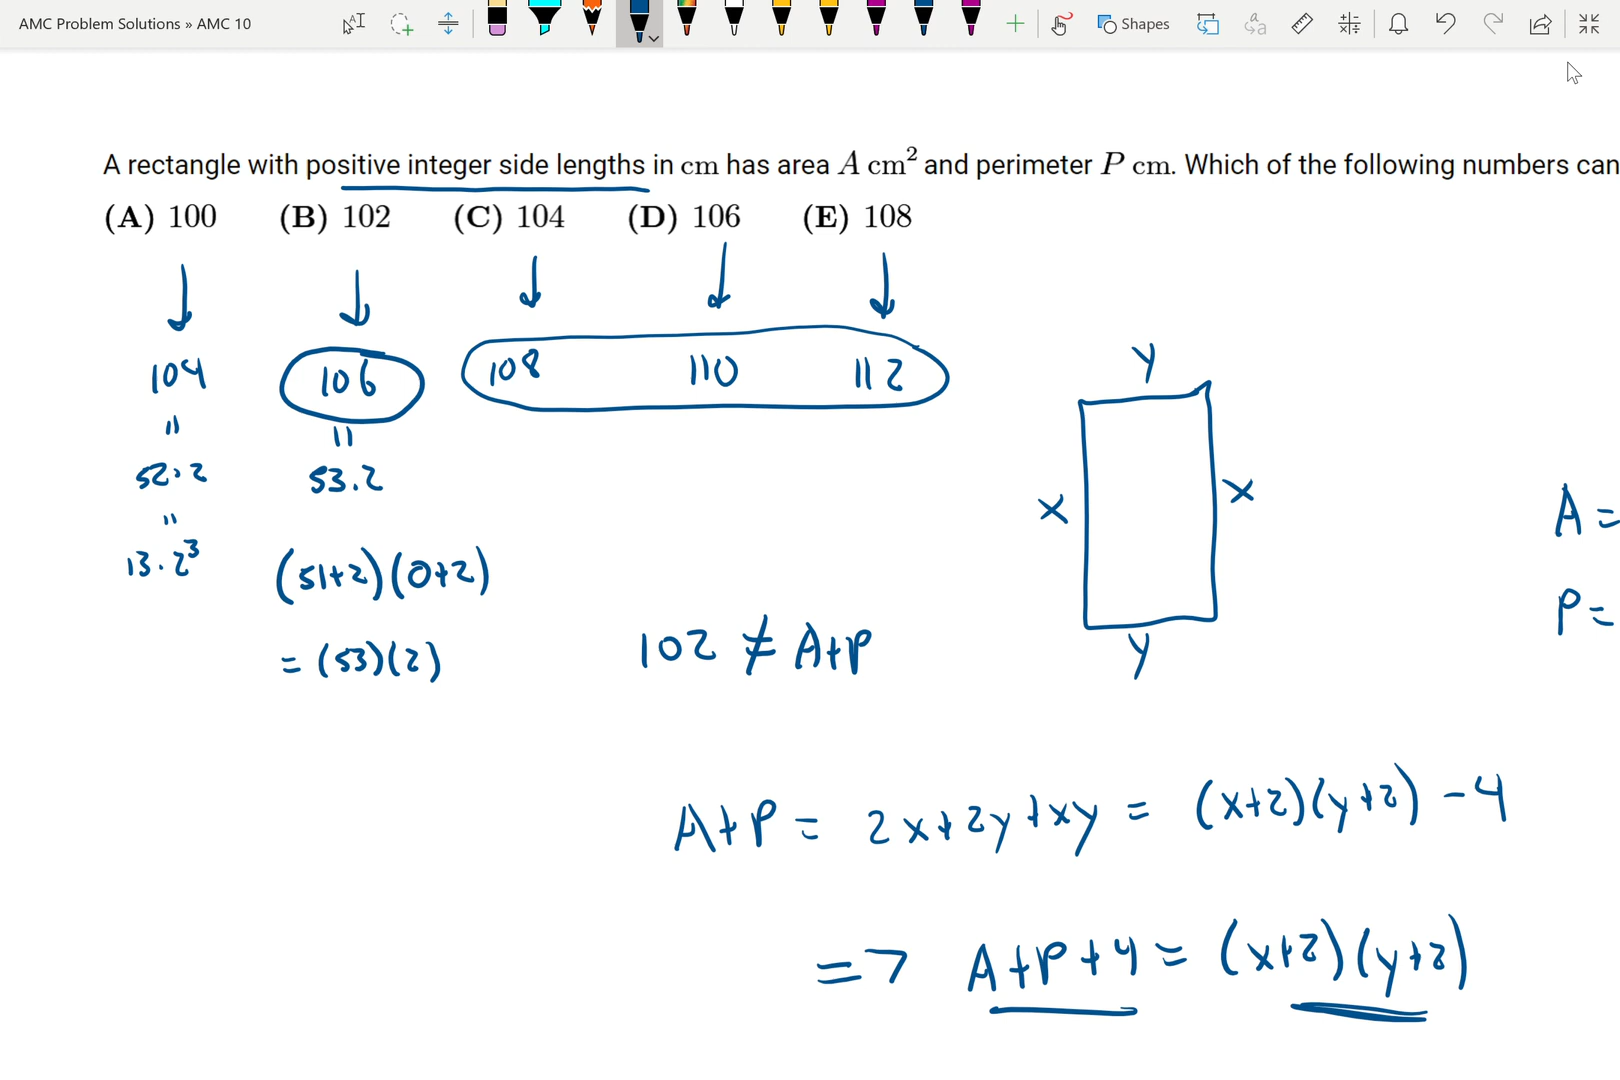 AMC Problem Solutions » AMC 10
Shapes
A rectangle with positive integer side lengths in cm has area A cm² and perimeter P cm. Which of the following numbers can
(A) 100 (B) 102 (C) 104 (D) 106 (E) 108
104 106 108 110 112
= =
52.2 53.2
=
13.2³
(51+2)(0+2)
= (53)(2)
102 ≠ A+P
y
x x
y
A =
P =
A+P = 2x+2y+xy = (x+2)(y+2) -4
=> A+P+4 = (x+2)(y+2)